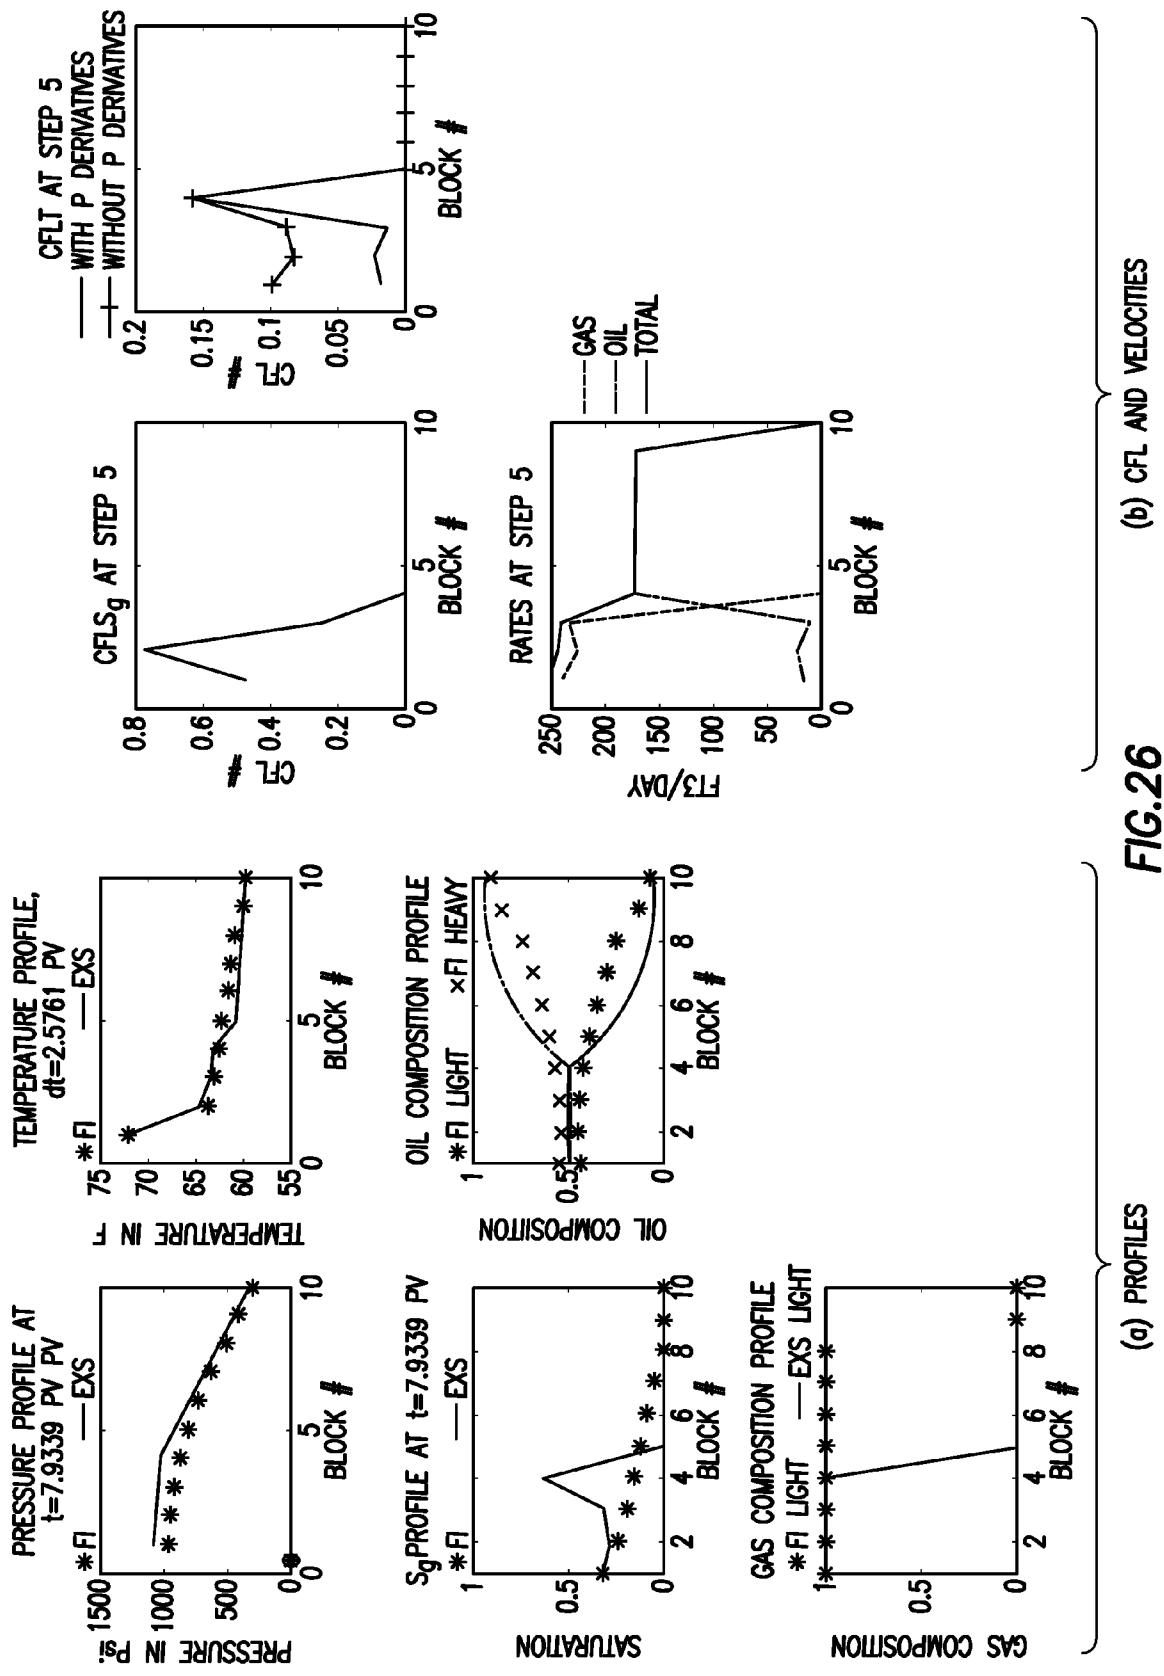 PRESSURE PROFILE AT
t=7.9339 PV PV
✱FI —EXS
PRESSURE IN Psi
1500
1000
500
0
0
5
10
BLOCK #
TEMPERATURE PROFILE,
dt=2.5761 PV
✱FI —EXS
TEMPERATURE IN F
75
70
65
60
55
0
5
10
BLOCK #
SgPROFILE AT t=7.9339 PV
✱FI —EXS
SATURATION
1
0.5
0
2
4
6
8
10
BLOCK #
OIL COMPOSITION PROFILE
✱FI LIGHT ×FI HEAVY
OIL COMPOSIITON
1
0.5
0
2
4
6
8
10
BLOCK #
GAS COMPOSITION PROFILE
✱FI LIGHT —EXS LIGHT
GAS COMPOSITION
1
0.5
0
2
4
6
8
10
BLOCK #
(a) PROFILES
CFLSg AT STEP 5
CFL #
0.8
0.6
0.4
0.2
0
0
5
10
BLOCK #
CFLT AT STEP 5
— WITH P DERIVATIVES
+ WITHOUT P DERIVATIVES
CFL #
0.2
0.15
0.1
0.05
0
0
5
10
BLOCK #
RATES AT STEP 5
FT3/DAY
250
200
150
100
50
0
0
5
10
BLOCK #
GAS
OIL
TOTAL
(b) CFL AND VELOCITIES
FIG.26